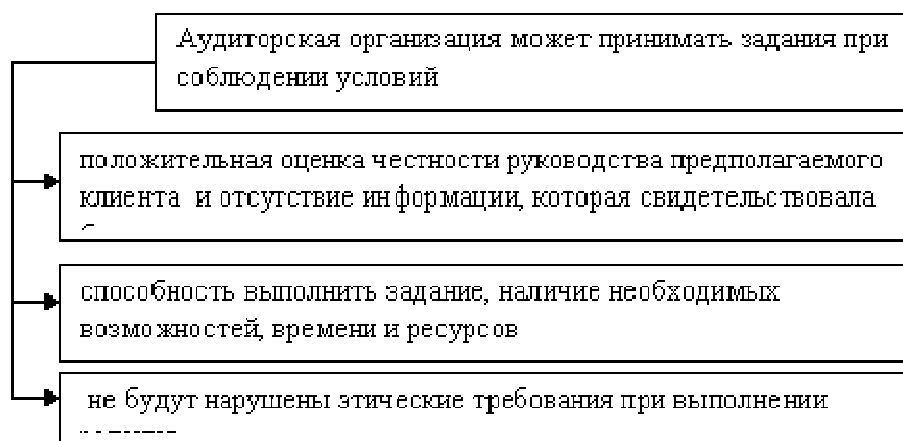 Аудиторская организация может принимать задания при
соблюдении условий
положительная оценка честности руководства предполагаемого
клиента и отсутствие информации, которая свидетельствовала
способность выполнить задание, наличие необходимых
возможностей, времени и ресурсов
не будут нарушены этические требования при выполнении